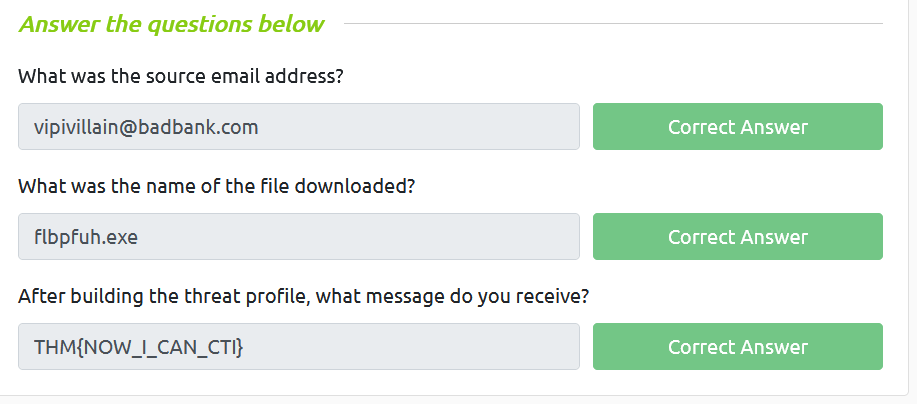 Answer the questions below
What was the source email address?
vipivillain@badbank.com
Correct Answer
What was the name of the file downloaded?
flbpfuh.exe
Correct Answer
After building the threat profile, what message do you receive?
THM{NOW_I_CAN_CTI}
Correct Answer